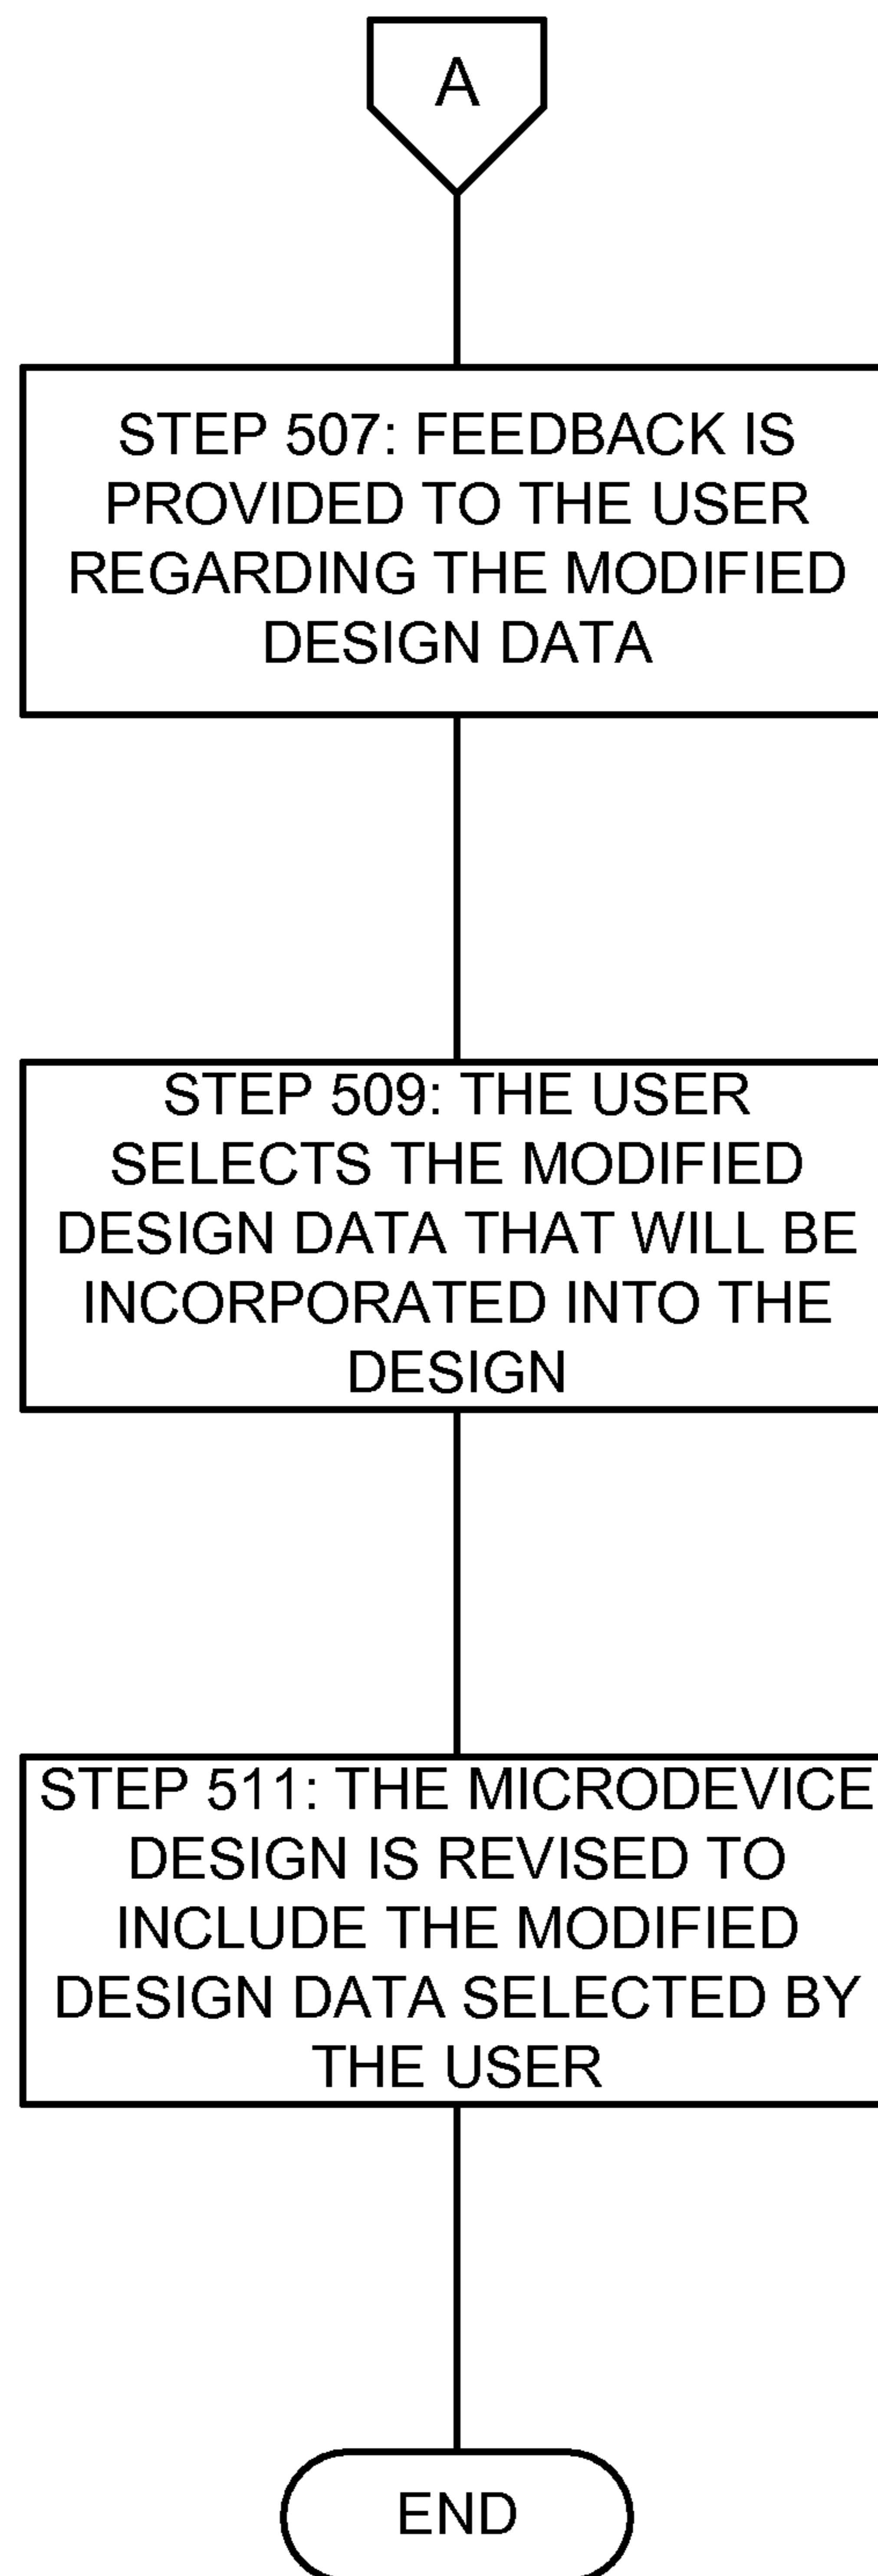 A
STEP 507: FEEDBACK IS
PROVIDED TO THE USER
REGARDING THE MODIFIED
DESIGN DATA
STEP 509: THE USER
SELECTS THE MODIFIED
DESIGN DATA THAT WILL BE
INCORPORATED INTO THE
DESIGN
STEP 511: THE MICRODEVICE
DESIGN IS REVISED TO
INCLUDE THE MODIFIED
DESIGN DATA SELECTED BY
THE USER
END